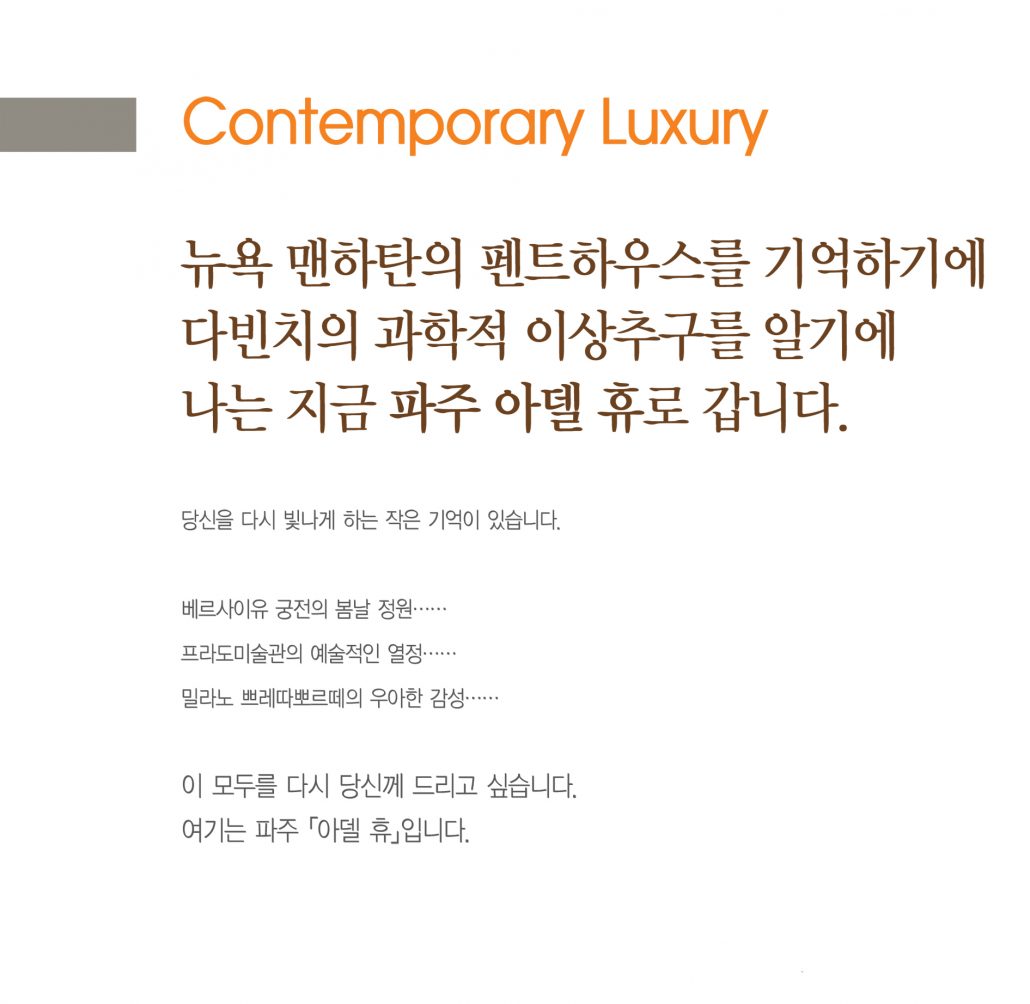 Contemporary Luxury
뉴욕 맨하탄의 펜트하우스를 기억하기에
다빈치의 과학적 이상추구를 알기에
나는 지금 파주 아델 휴로 갑니다.
당신을 다시 빛나게 하는 작은 기억이 있습니다.
베르사이유 궁전의 봄날 정원……
프라도미술관의 예술적인 열정……
밀라노 쁘레따뽀르떼의 우아한 감성……
이 모두를 다시 당신께 드리고 싶습니다.
여기는 파주 「아델 휴」입니다.